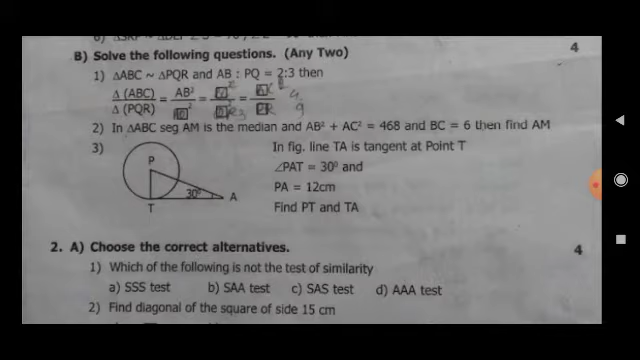 B) Solve the following questions. (Any Two) 4
1) ΔABC ~ ΔPQR and AB : PQ = 2:3 then
Δ (ABC) / Δ (PQR) = AB² / □² = □ / □ = □ / □ 4 / 9
2) In ΔABC seg AM is the median and AB² + AC² = 468 and BC = 6 then find AM
3) In fig. line TA is tangent at Point T
P
∠PAT = 30⁰ and
30⁰ A
PA = 12cm
T
Find PT and TA
2. A) Choose the correct alternatives. 4
1) Which of the following is not the test of similarity
a) SSS test b) SAA test c) SAS test d) AAA test
2) Find diagonal of the square of side 15 cm